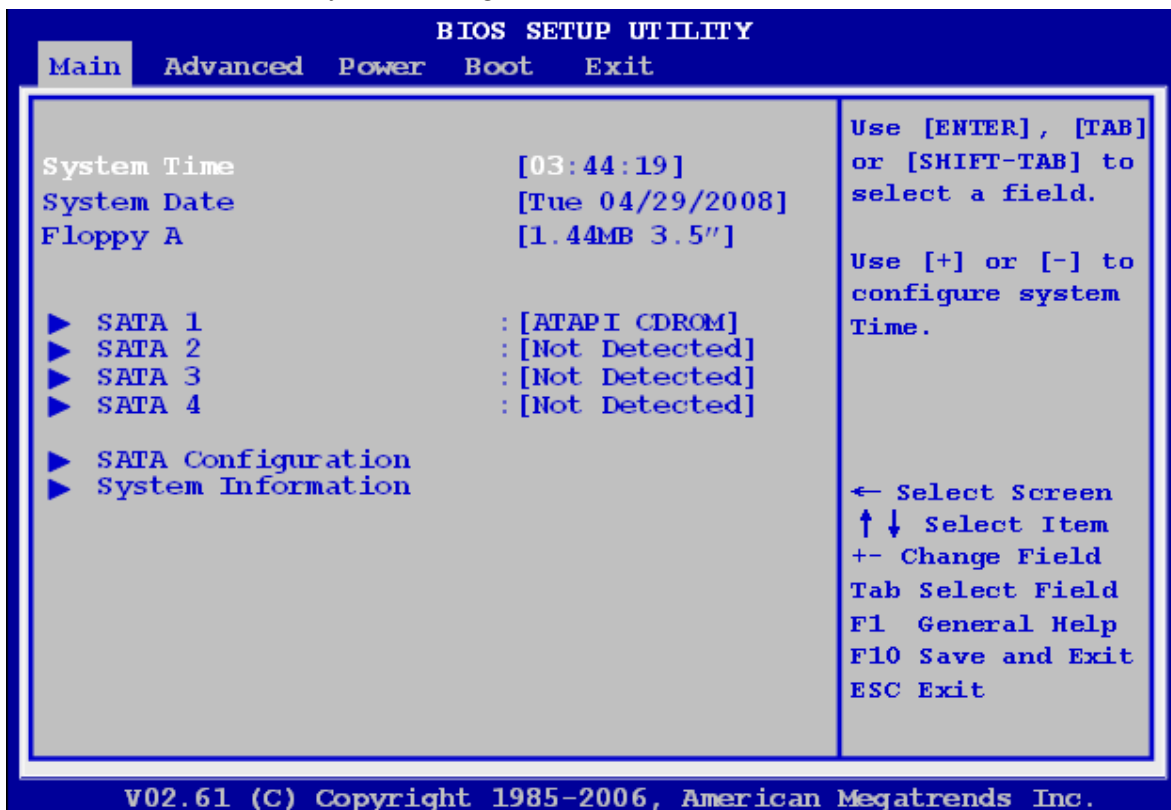 BIOS SETUP UTILITY
Main Advanced Power Boot Exit
System Time [03:44:19]
System Date [Tue 04/29/2008]
Floppy A [1.44MB 3.5″]
▶ SATA 1 :[ATAPI CDROM]
▶ SATA 2 :[Not Detected]
▶ SATA 3 :[Not Detected]
▶ SATA 4 :[Not Detected]
▶ SATA Configuration
▶ System Information
Use [ENTER], [TAB]
or [SHIFT-TAB] to
select a field.
Use [+] or [-] to
configure system
Time.
← Select Screen
↑↓ Select Item
+- Change Field
Tab Select Field
F1 General Help
F10 Save and Exit
ESC Exit
V02.61 (C) Copyright 1985-2006, American Megatrends Inc.